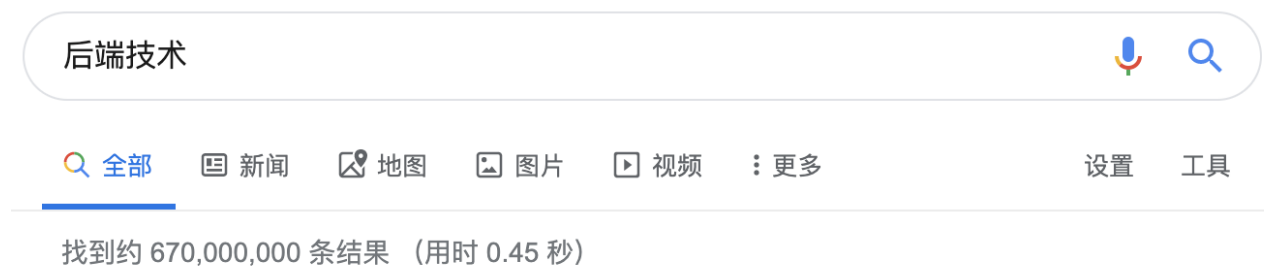 后端技术
全部 新闻 地图 图片 视频 更多 设置 工具
找到约 670,000,000 条结果 （用时 0.45 秒）